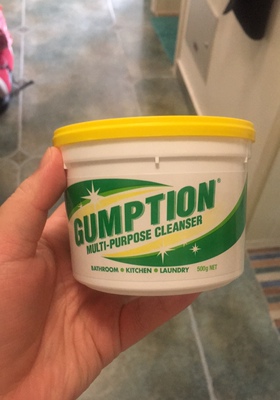 GUMPTION®
MULTI-PURPOSE CLEANSER
BATHROOM • KITCHEN • LAUNDRY 500g NET